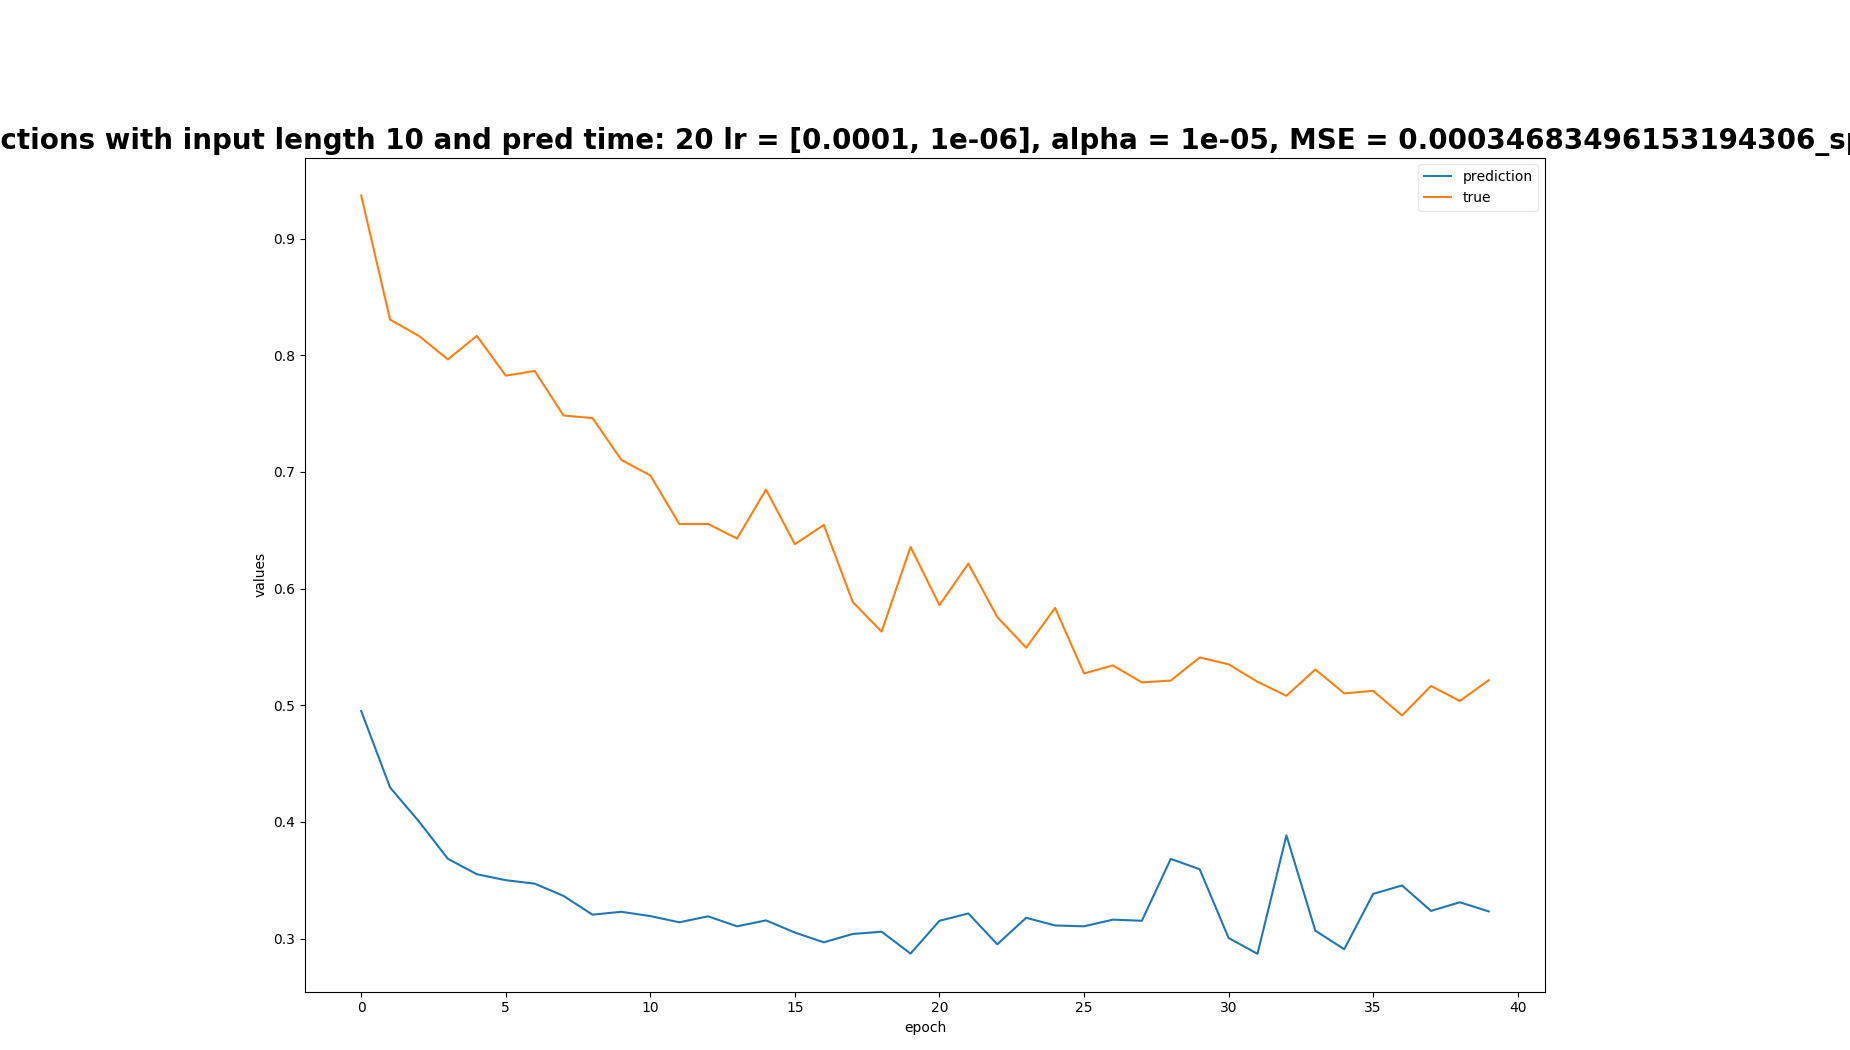 ctions with input length 10 and pred time: 20 lr = [0.0001, 1e-06], alpha = 1e-05, MSE = 0.00034683496153194306_sp
prediction
true
values
0.9
0.8
0.7
0.6
0.5
0.4
0.3
0 5 10 15 20 25 30 35 40
epoch